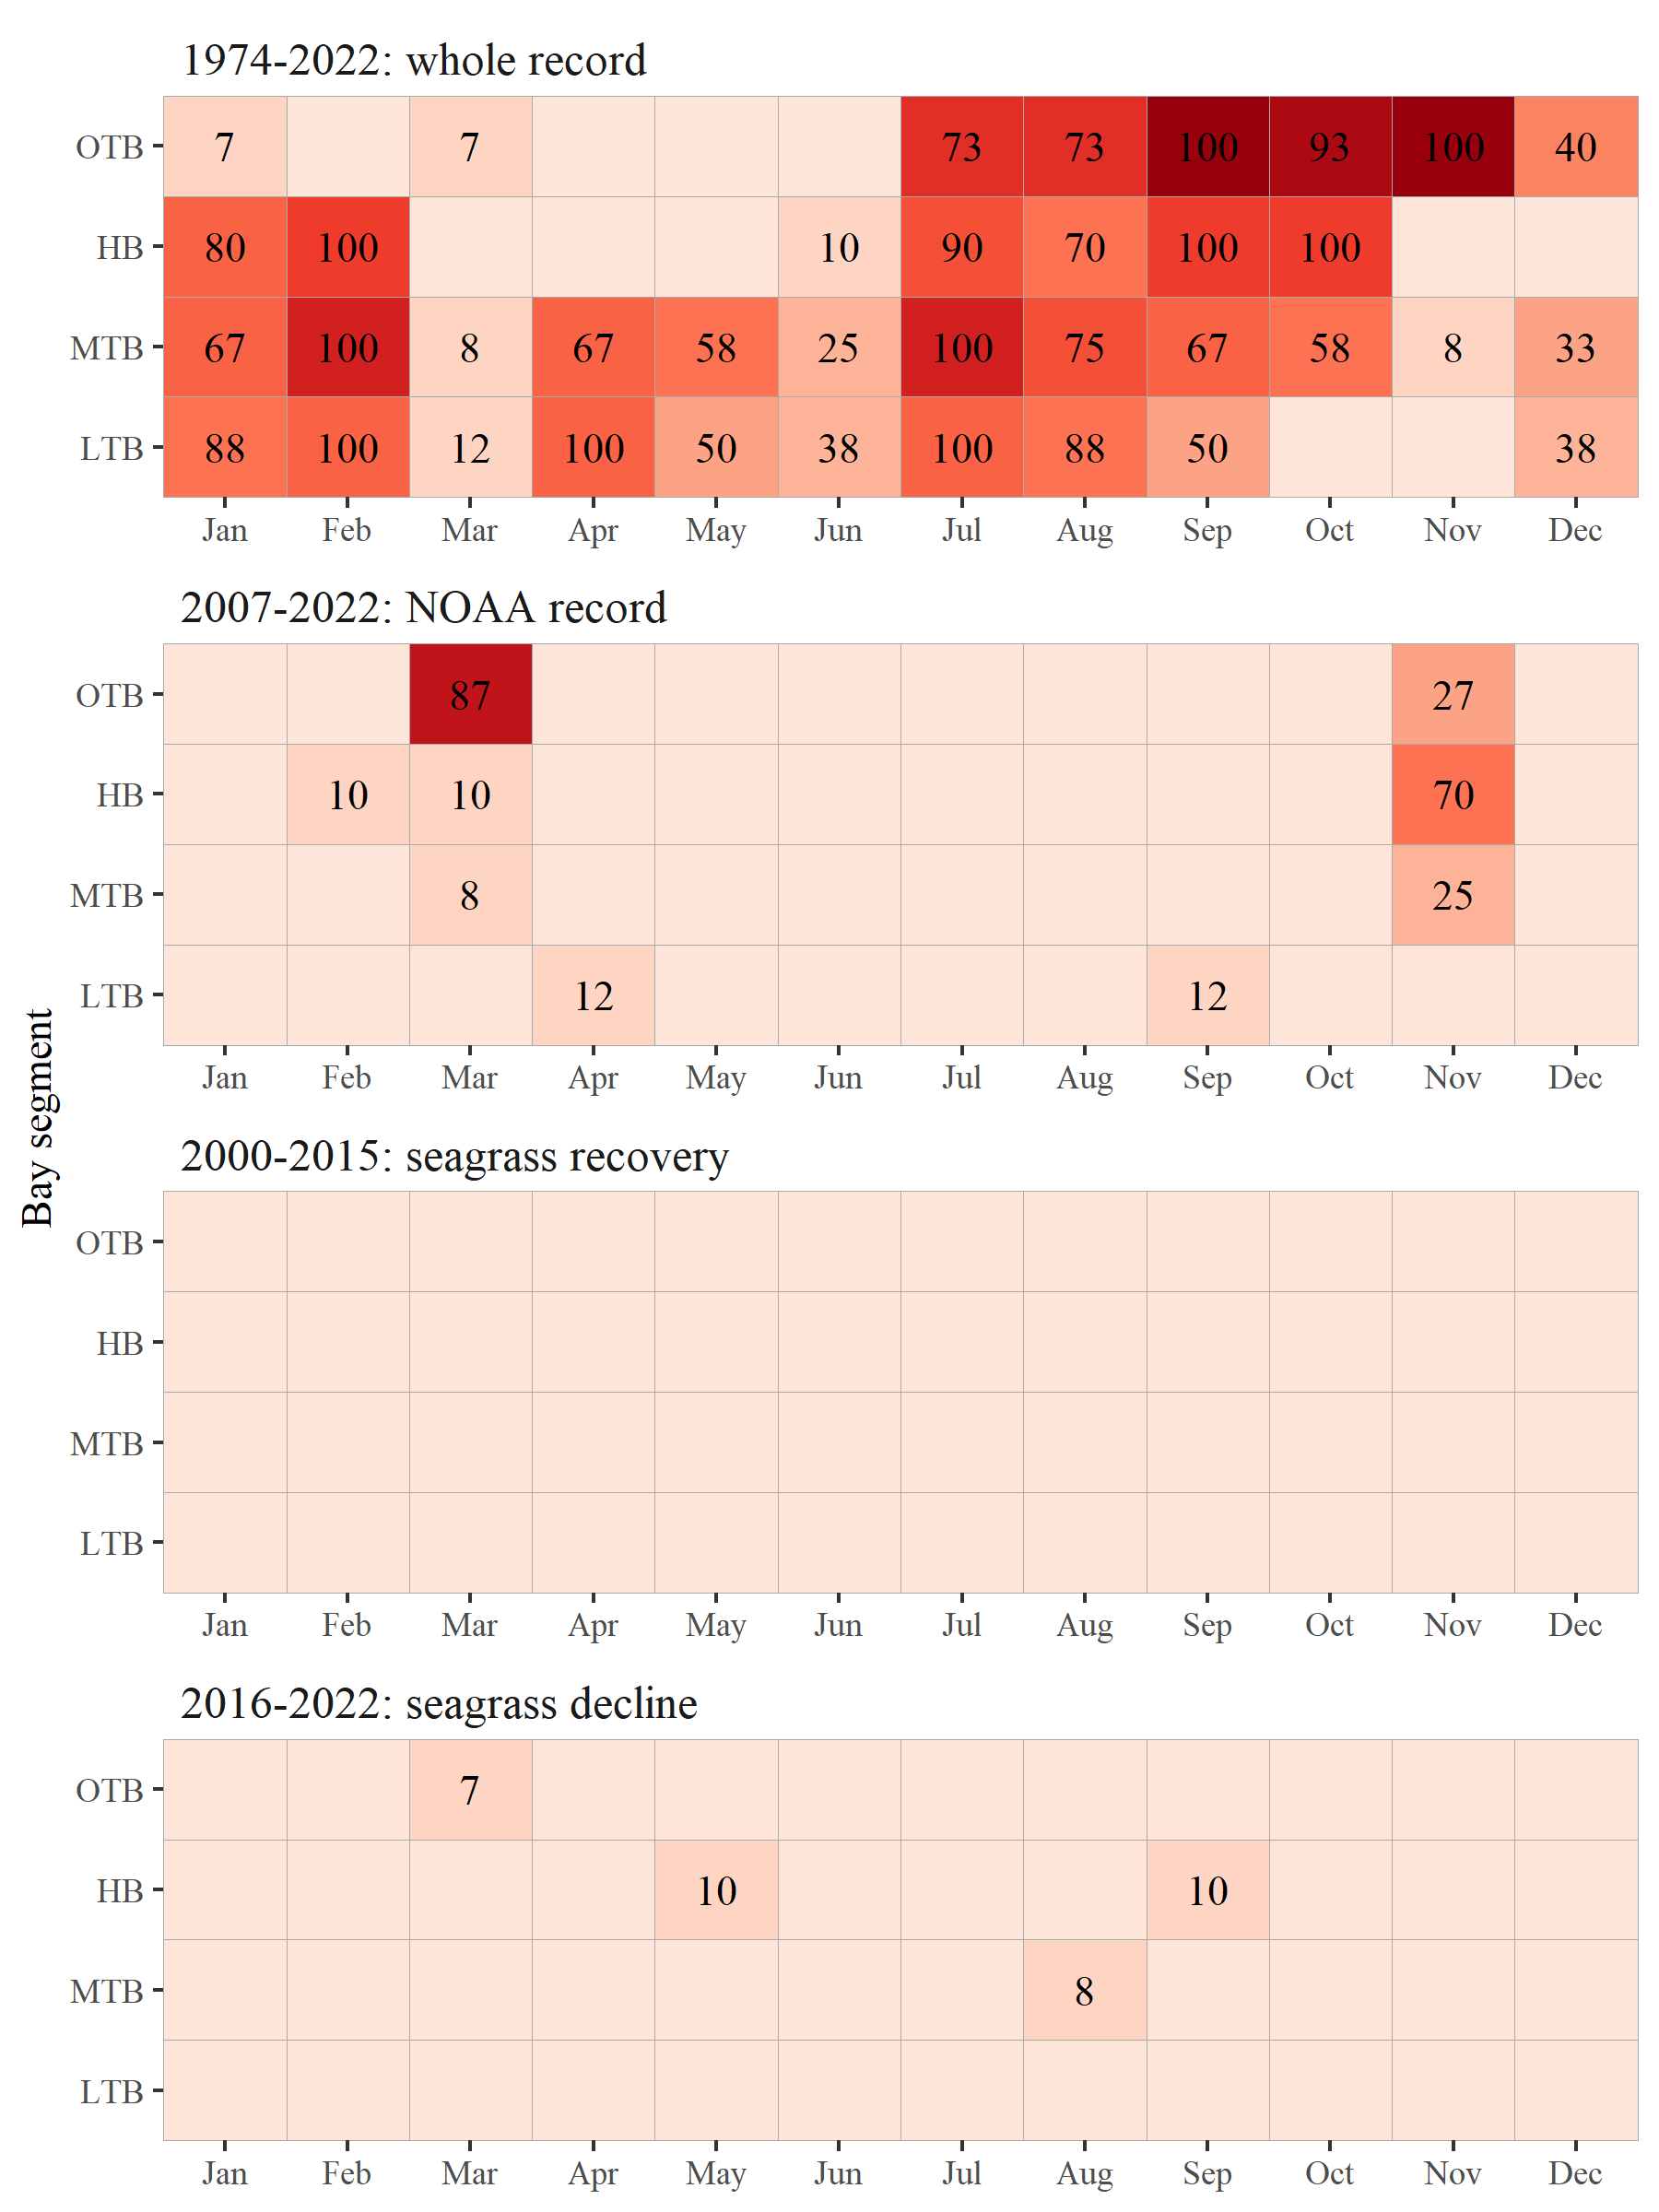 1974-2022: whole record
OTB 7 7 73 73 100 93 100 40
HB 80 100 10 90 70 100 100
MTB 67 100 8 67 58 25 100 75 67 58 8 33
LTB 88 100 12 100 50 38 100 88 50 38
Jan Feb Mar Apr May Jun Jul Aug Sep Oct Nov Dec
2007-2022: NOAA record
OTB 87 27
HB 10 10 70
MTB 8 25
LTB 12 12
Jan Feb Mar Apr May Jun Jul Aug Sep Oct Nov Dec
Bay segment
2000-2015: seagrass recovery
OTB
HB
MTB
LTB
Jan Feb Mar Apr May Jun Jul Aug Sep Oct Nov Dec
2016-2022: seagrass decline
OTB 7
HB 10 10
MTB 8
LTB
Jan Feb Mar Apr May Jun Jul Aug Sep Oct Nov Dec